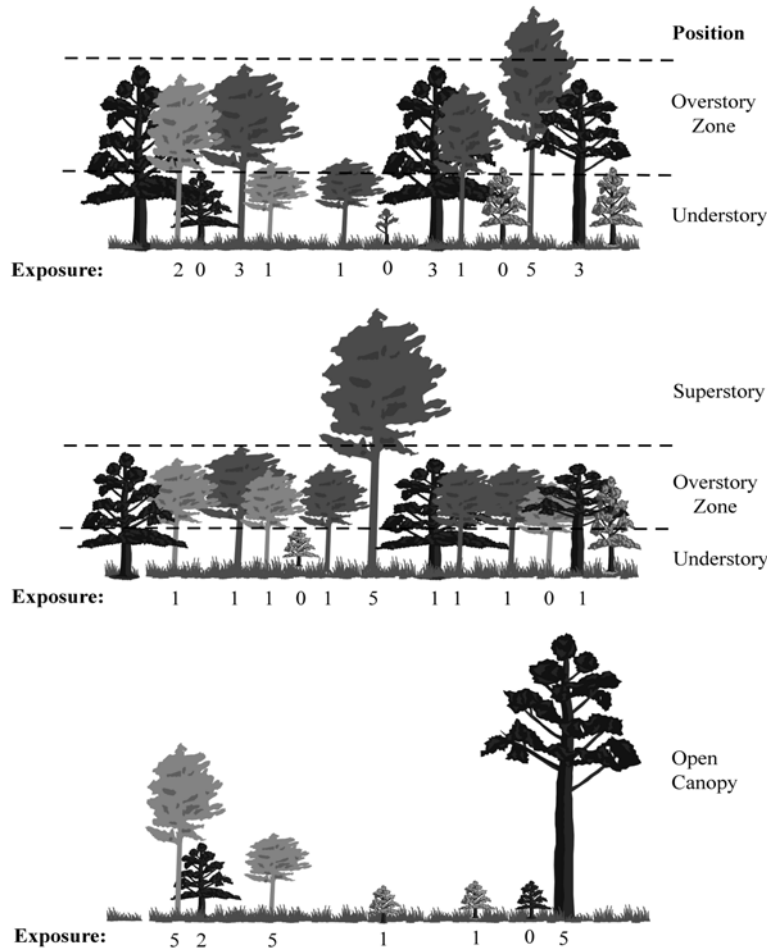 Position
Overstory
Zone
Understory
Exposure: 2 0 3 1 1 0 3 1 0 5 3
Superstory
Overstory
Zone
Understory
Exposure: 1 1 1 0 1 5 1 1 1 0 1
Open
Canopy
Exposure: 5 2 5 1 1 0 5